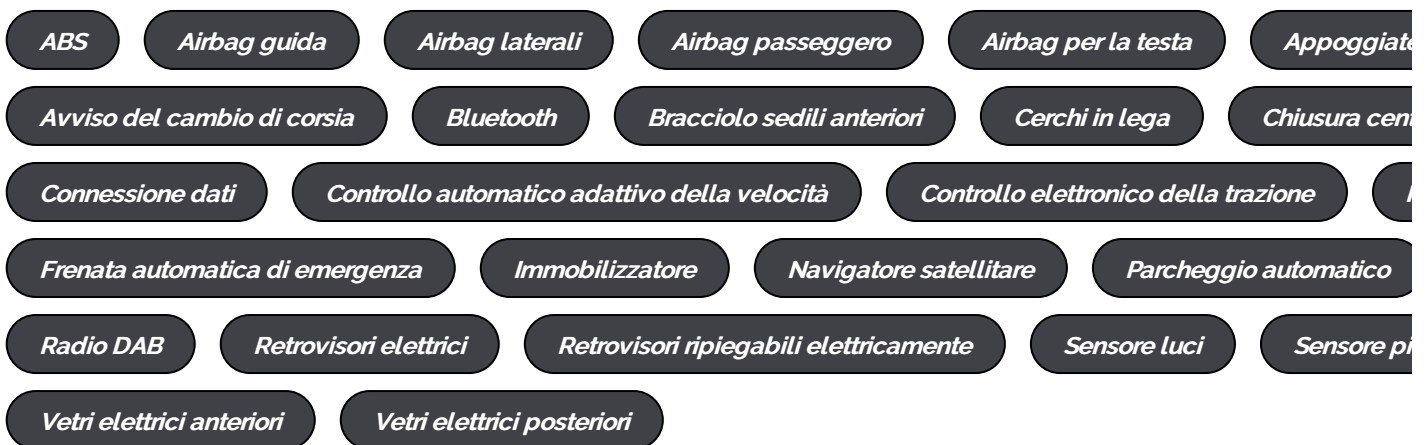 ABS Airbag guida Airbag laterali Airbag passeggero Airbag per la testa
Avviso del cambio di corsia Bluetooth Bracciolo sedili anteriori Cerchi in lega Chiusura
Connessione dati Controllo automatico adattivo della velocità Controllo elettronico della trazione
Frenata automatica di emergenza Immobilizzatore Navigatore satellitare Parcheggio automatico
Radio DAB Retrovisori elettrici Retrovisori ripiegabili elettricamente Sensore luci Sensore
Vetri elettrici anteriori Vetri elettrici posteriori